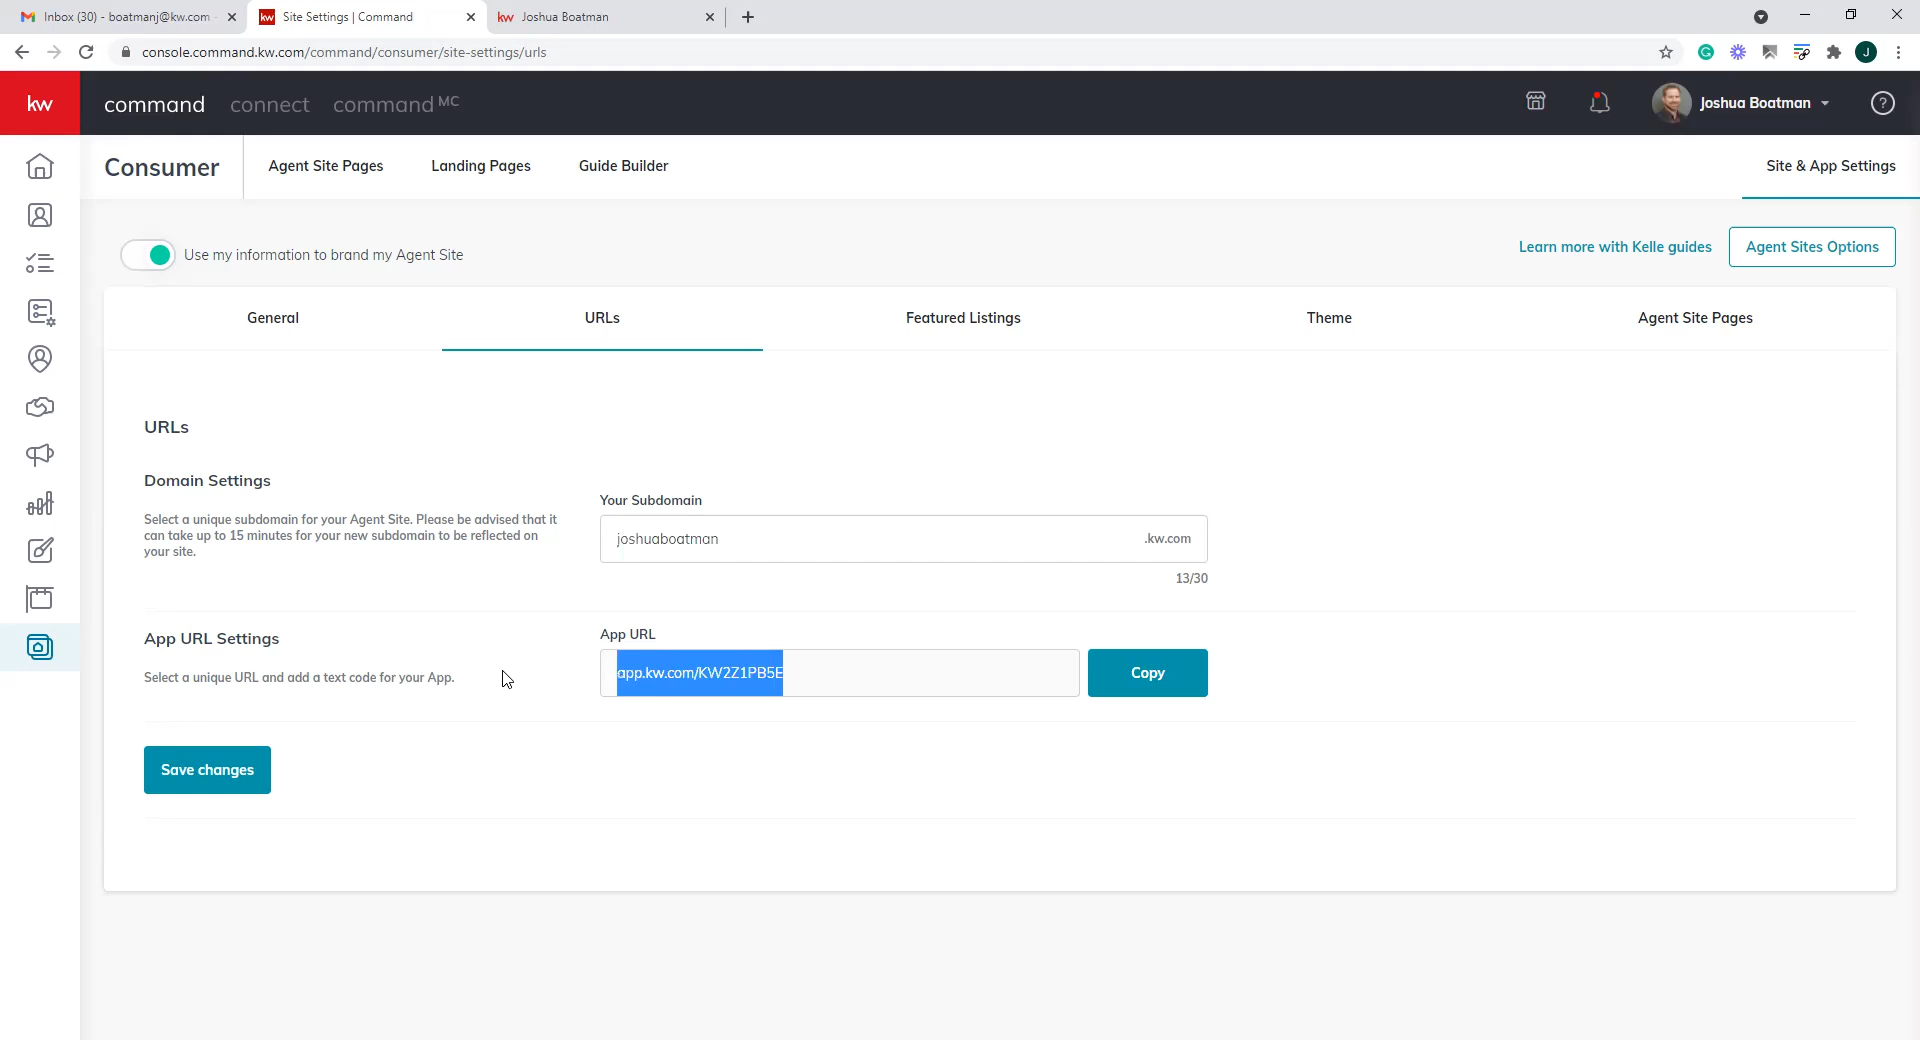 Inbox (30) - boatmanj@kw.com
Site Settings | Command
kw Joshua Boatman
console.command.kw.com/command/consumer/site-settings/urls
kw command connect command MC
Joshua Boatman
Consumer Agent Site Pages Landing Pages Guide Builder Site & App Settings
Use my information to brand my Agent Site
Learn more with Kelle guides Agent Sites Options
General URLs Featured Listings Theme Agent Site Pages
URLs
Domain Settings
Select a unique subdomain for your Agent Site. Please be advised that it
can take up to 15 minutes for your new subdomain to be reflected on
your site.
Your Subdomain
joshuaboatman .kw.com
13/30
App URL Settings
Select a unique URL and add a text code for your App.
App URL
app.kw.com/KW2Z1PB5E Copy
Save changes